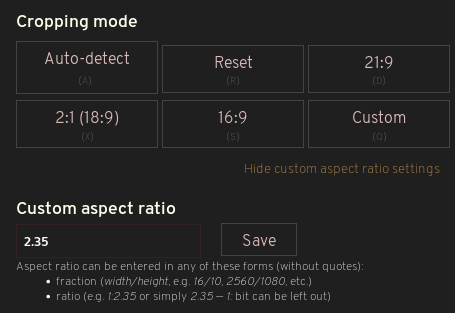 Cropping mode
Auto-detect
(A)
Reset
(R)
21:9
(D)
2:1 (18:9)
(X)
16:9
(S)
Custom
(Q)
Hide custom aspect ratio settings
Custom aspect ratio
2.35
Save
Aspect ratio can be entered in any of these forms (without quotes):
• fraction (width/height, e.g. 16/10, 2560/1080, etc.)
• ratio (e.g. 1:2.35 or simply 2.35 — 1: bit can be left out)